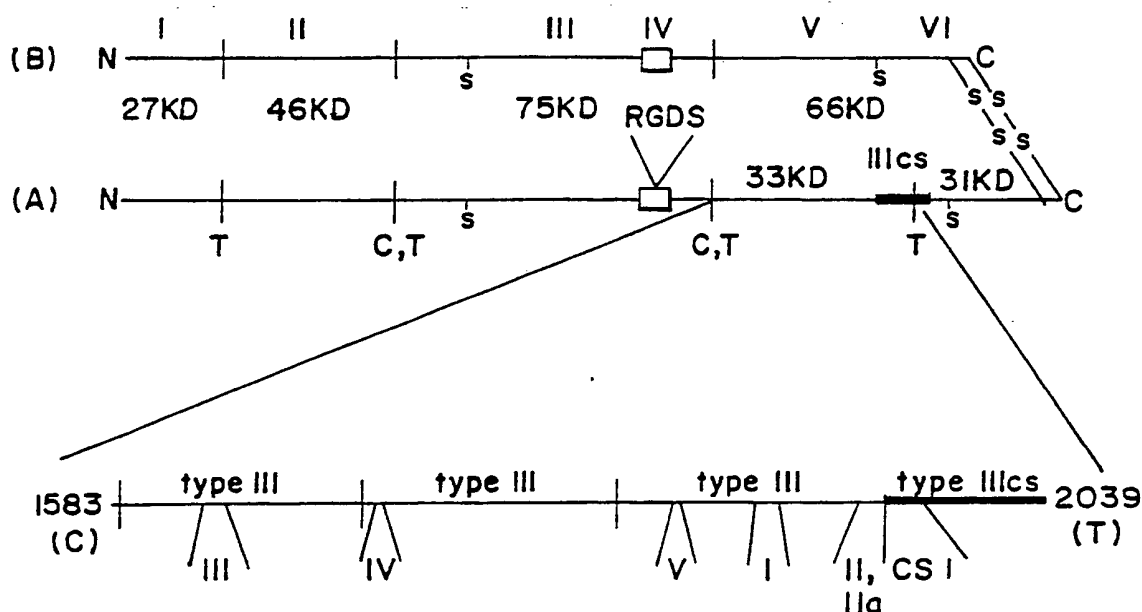 I II III IV V VI
(B) N C
S S S S
27KD 46KD 75KD 66KD S S
RGDS
IIIcs
33KD 31KD
(A) N C
S S
T C,T C,T T
type III type III type III type IIIcs
1583 2039
(C) (T)
III IV V I II, CS I
IIa